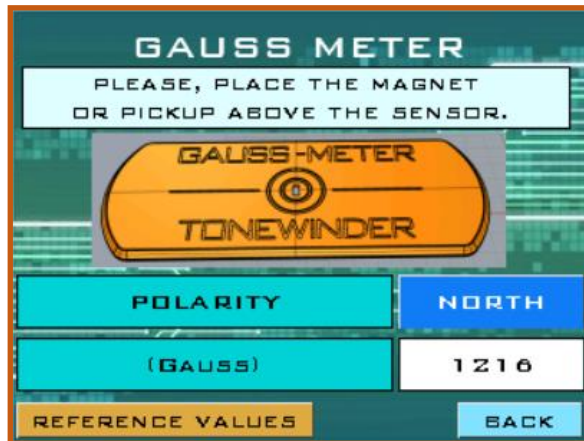 GAUSS METER
PLEASE, PLACE THE MAGNET
OR PICKUP ABOVE THE SENSOR.
GAUSS-METER
TONEWINDER
POLARITY NORTH
(GAUSS) 1216
REFERENCE VALUES BACK